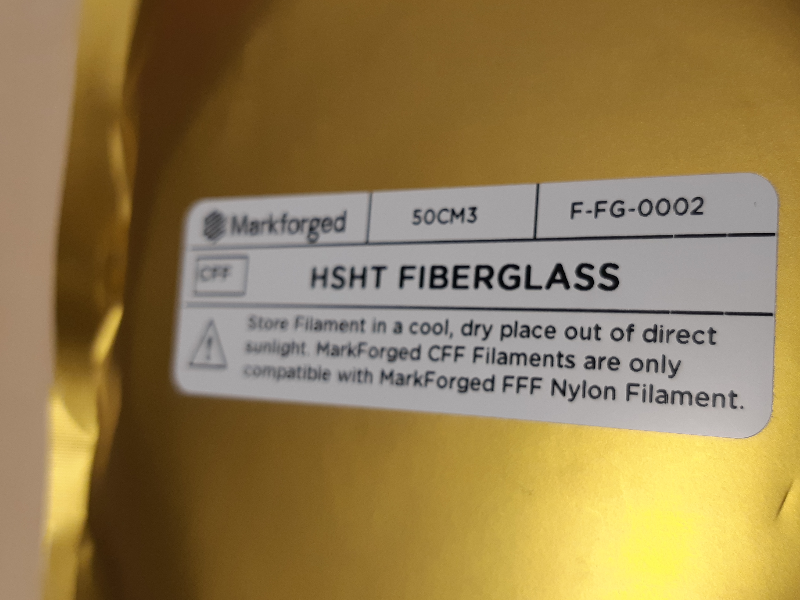 Markforged 50CM3 F-FG-0002
CFF HSHT FIBERGLASS
Store Filament in a cool, dry place out of direct
sunlight. MarkForged CFF Filaments are only
compatible with MarkForged FFF Nylon Filament.